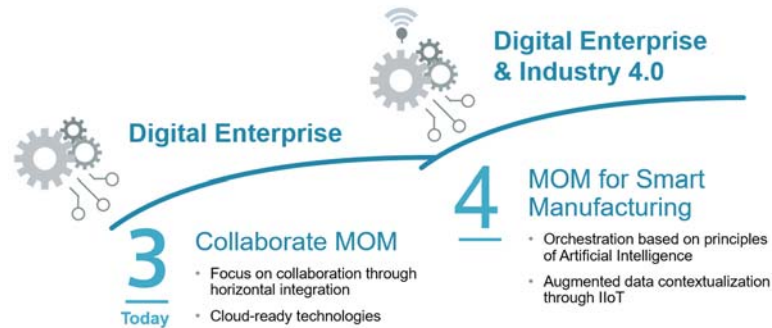 Digital Enterprise
& Industry 4.0
Digital Enterprise
3
Today
Collaborate MOM
• Focus on collaboration through
horizontal integration
• Cloud-ready technologies
4
MOM for Smart
Manufacturing
• Orchestration based on principles
of Artificial Intelligence
• Augmented data contextualization
through IIoT